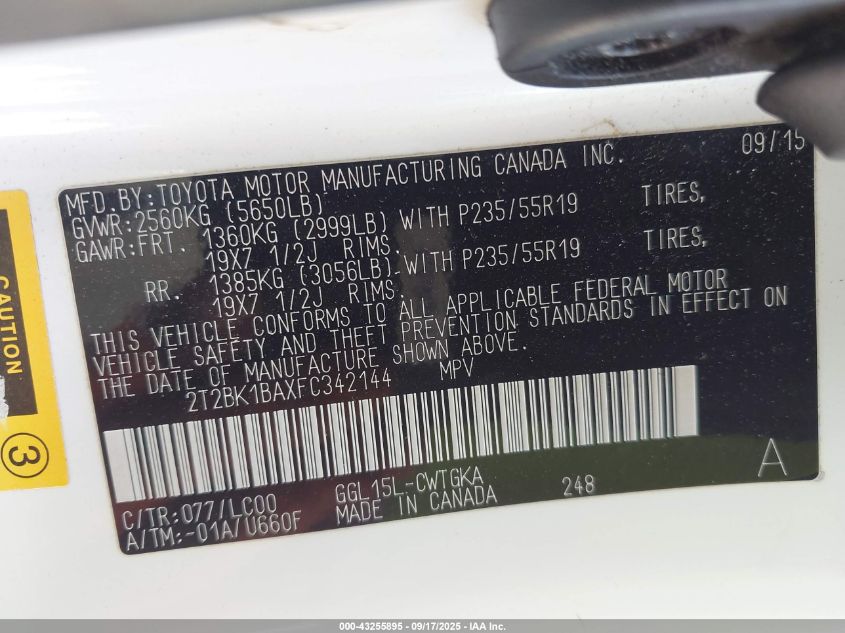 MFD.BY:TOYOTA MOTOR MANUFACTURING CANADA INC. 09/15
GVWR:2560KG (5650LB)
GAWR:FRT. 1360KG (2999LB) WITH P235/55R19 TIRES,
19X7 1/2J RIMS.
RR. 1385KG (3056LB) WITH P235/55R19 TIRES,
19X7 1/2J RIMS.
THIS VEHICLE CONFORMS TO ALL APPLICABLE FEDERAL MOTOR
VEHICLE SAFETY AND THEFT PREVENTION STANDARDS IN EFFECT ON
THE DATE OF MANUFACTURE SHOWN ABOVE.
2T2BK1BAXFC342144 MPV
A
C/TR:077/LC00 GGL15L-CWTGKA 248
A/TM:-01A/U660F MADE IN CANADA
CAUTION
3
000-43255895 - 09/17/2025 - IAA Inc.